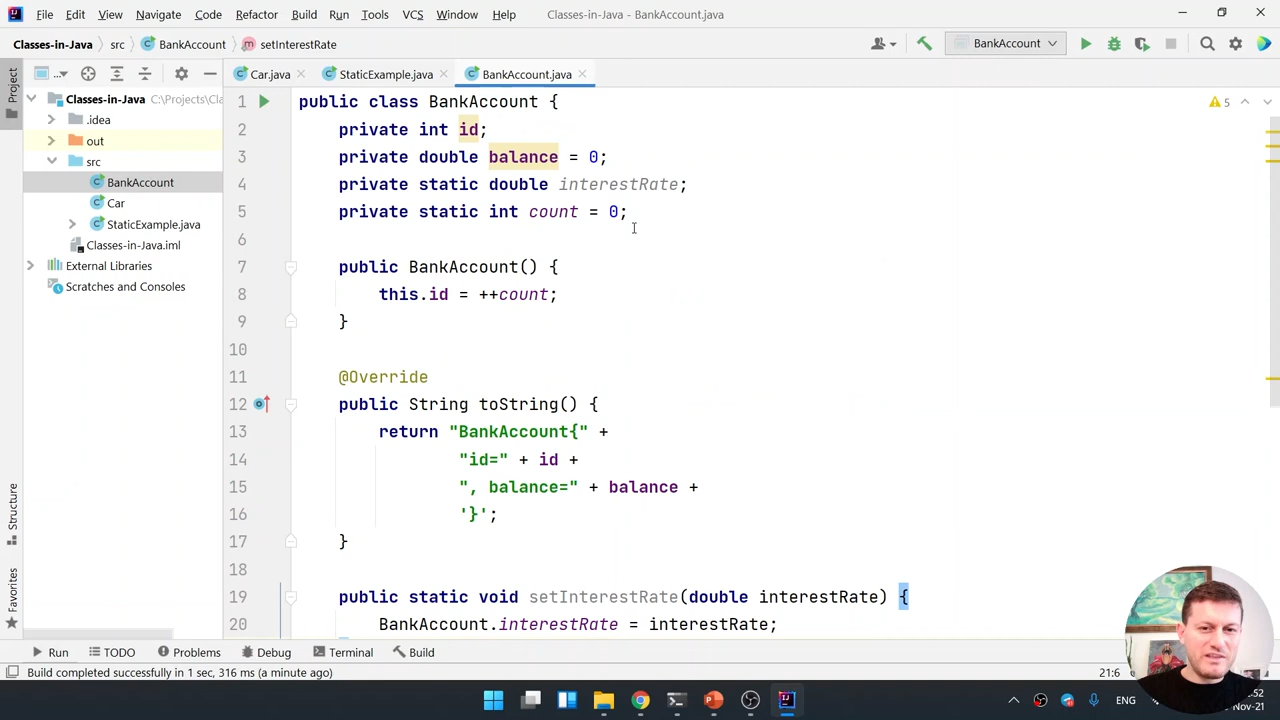 File Edit View Navigate Code Refactor Build Run Tools VCS Window Help Classes-in-Java - BankAccount.java
Classes-in-Java src BankAccount setInterestRate BankAccount
Project
... Car.java StaticExample.java BankAccount.java
Classes-in-Java C:\Projects\Cla
.idea
out
src
BankAccount
Car
StaticExample.java
Classes-in-Java.iml
External Libraries
Scratches and Consoles
Structure
Favorites
5
1 public class BankAccount {
2 private int id;
3 private double balance = 0;
4 private static double interestRate;
5 private static int count = 0;
6
7 public BankAccount() {
8 this.id = ++count;
9 }
10
11 @Override
12 public String toString() {
13 return "BankAccount{" +
14 "id=" + id +
15 ", balance=" + balance +
16 '}';
17 }
18
19 public static void setInterestRate(double interestRate) {
20 BankAccount.interestRate = interestRate;
Run TODO Problems Debug Terminal Build
Build completed successfully in 1 sec, 316 ms (a minute ago) 21:6
ENG